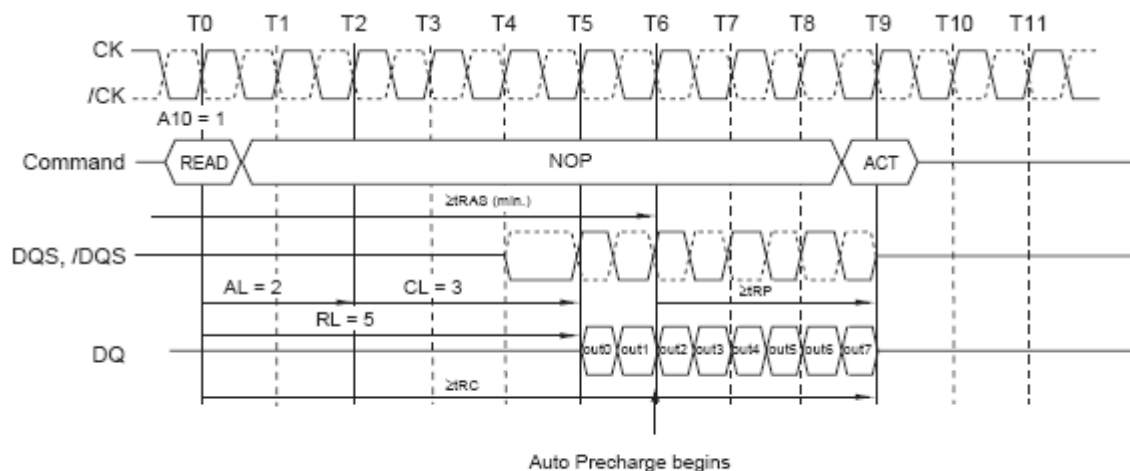 T0 T1 T2 T3 T4 T5 T6 T7 T8 T9 T10 T11
CK
/CK
A10 = 1
Command READ NOP ACT
≥tRAS (min.)
DQS, /DQS
AL = 2 CL = 3 ≥tRP
RL = 5
DQ out0 out1 out2 out3 out4 out5 out6 out7
≥tRC
Auto Precharge begins